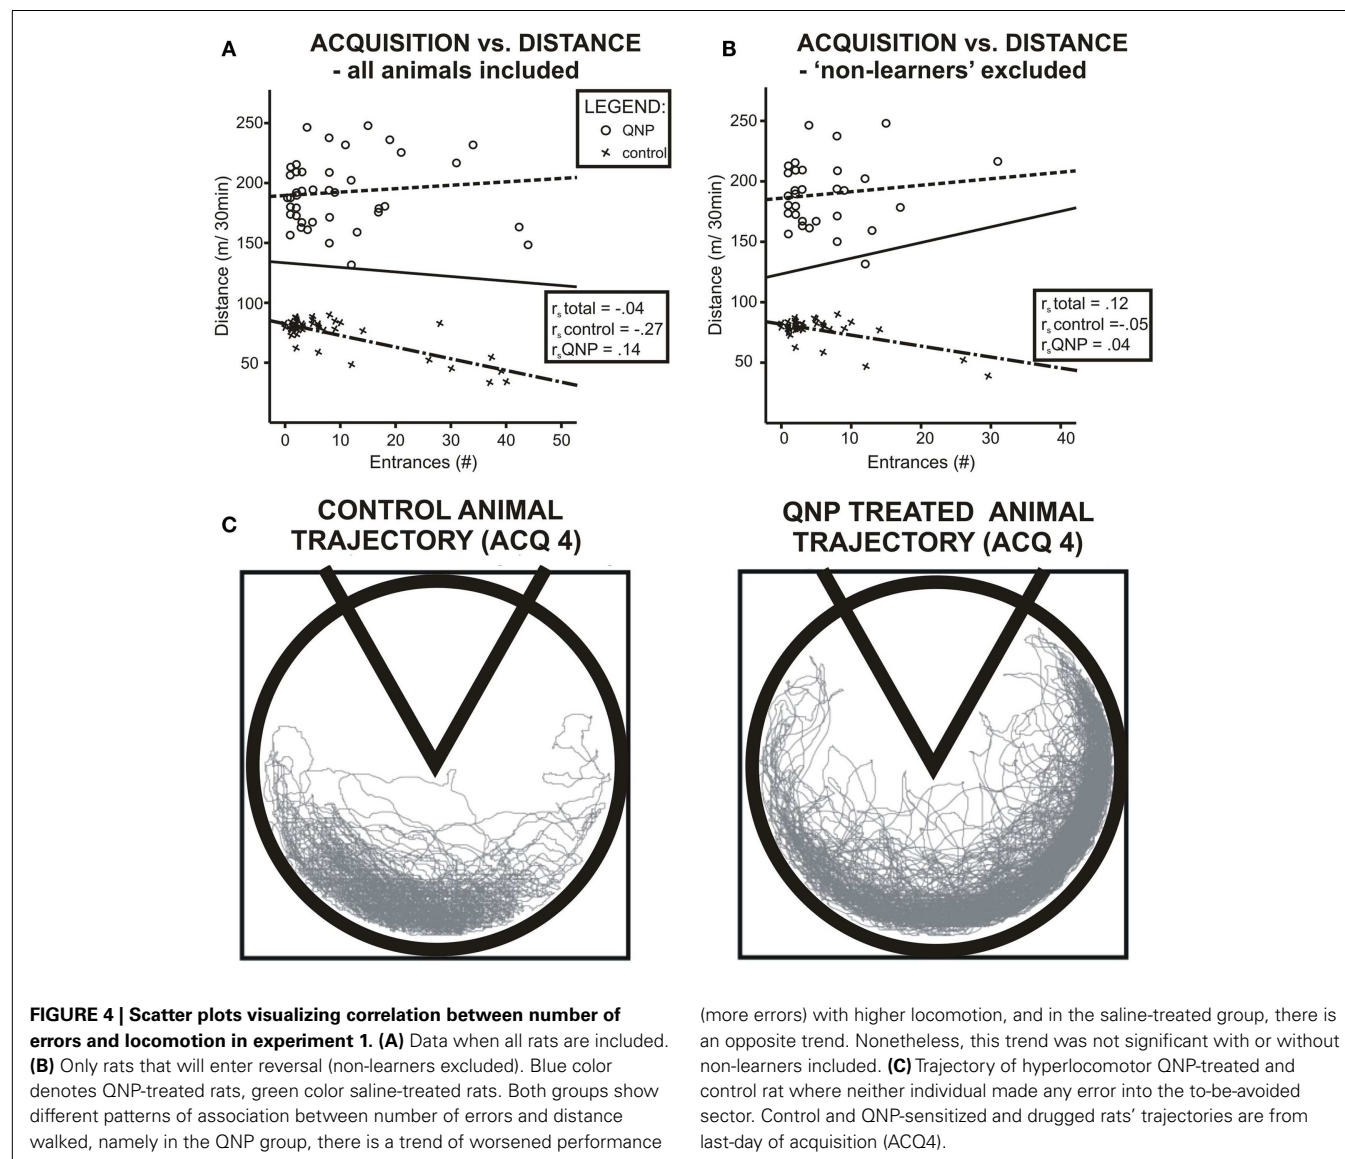 A
ACQUISITION vs. DISTANCE
- all animals included
Distance (m/ 30min)
250
200
150
100
50
LEGEND:
QNP
control
rs total = -.04
rs control = -.27
rsQNP = .14
0 10 20 30 40 50
Entrances (#)
B
ACQUISITION vs. DISTANCE
- ‘non-learners’ excluded
Distance (m/ 30min)
250
200
150
100
50
rs total = .12
rs control =-.05
rsQNP = .04
0 10 20 30 40
Entrances (#)
C
CONTROL ANIMAL
TRAJECTORY (ACQ 4)
QNP TREATED ANIMAL
TRAJECTORY (ACQ 4)
FIGURE 4 | Scatter plots visualizing correlation between number of
errors and locomotion in experiment 1. (A) Data when all rats are included.
(B) Only rats that will enter reversal (non-learners excluded). Blue color
denotes QNP-treated rats, green color saline-treated rats. Both groups show
different patterns of association between number of errors and distance
walked, namely in the QNP group, there is a trend of worsened performance
(more errors) with higher locomotion, and in the saline-treated group, there is
an opposite trend. Nonetheless, this trend was not significant with or without
non-learners included. (C) Trajectory of hyperlocomotor QNP-treated and
control rat where neither individual made any error into the to-be-avoided
sector. Control and QNP-sensitized and drugged rats’ trajectories are from
last-day of acquisition (ACQ4).